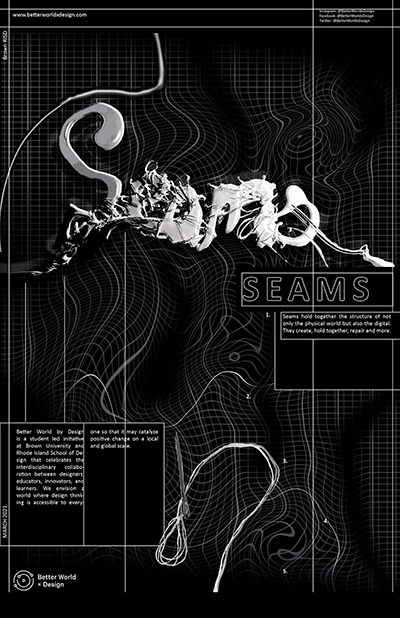 www.betterworldxdesign.com
Instagram: @BetterWorldxDesign
Facebook: @BetterWorldxDesign
Twitter: @BetterWorldxDesign
Brown RISD
Seams
SEAMS
1.
Seams hold together the structure of not
only the physical world but also the digital.
They create, hold together, repair and more.
2.
Better World by Design
is a student led initiative
at Brown University and
Rhode Island School of De
sign that celebrates the
interdisciplinary collabo-
ration between designers,
educators, innovators, and
learners. We envision a
world where design think-
ing is accessible to every-
one so that it may catalyze
positive change on a local
and global scale.
3.
4.
5.
MARCH 2021
Better World
× Design